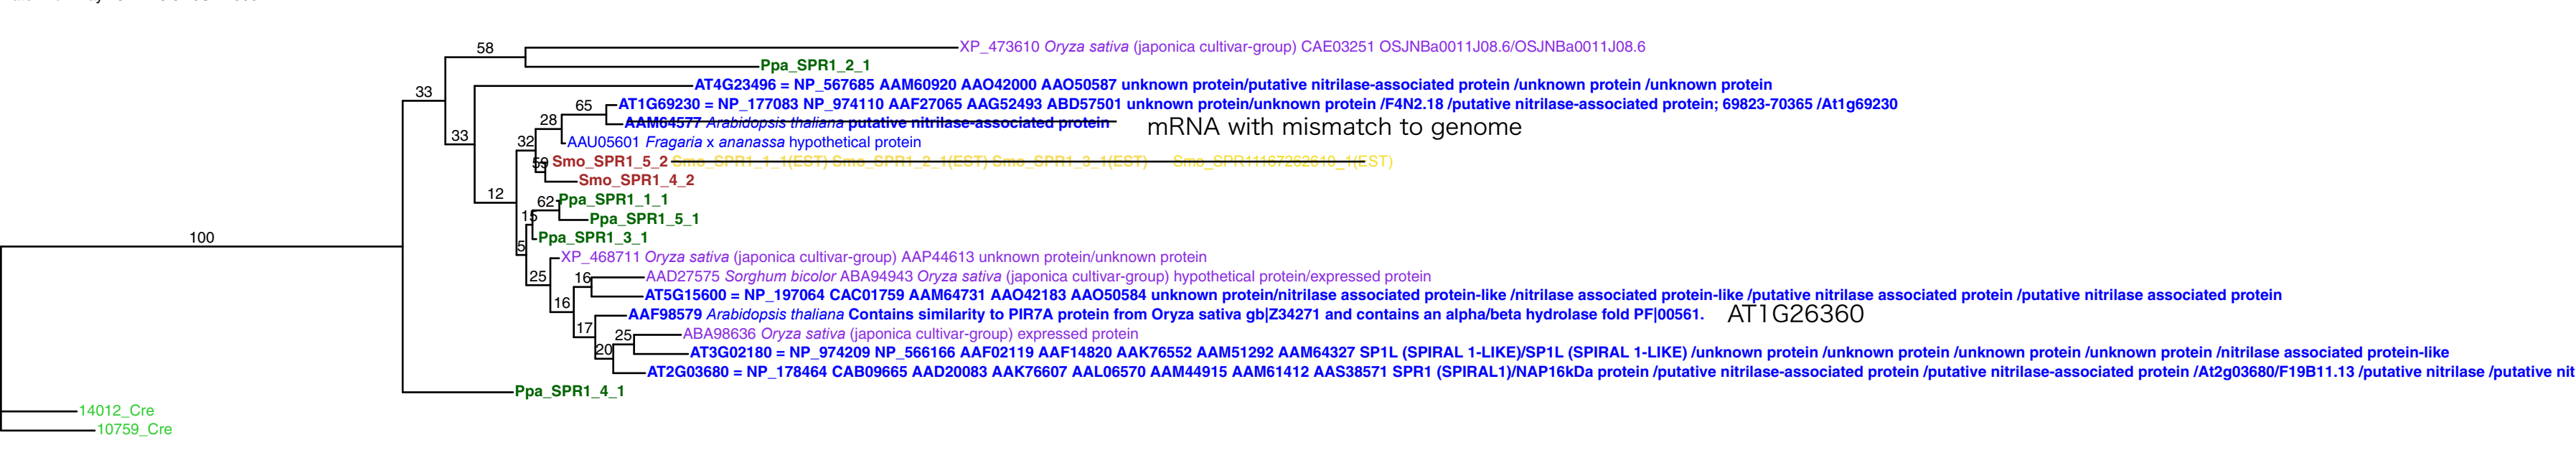 58
XP_473610 Oryza sativa (japonica cultivar-group) CAE03251 OSJNBa0011J08.6/OSJNBa0011J08.6
Ppa_SPR1_2_1
33
AT4G23496 = NP_567685 AAM60920 AAO42000 AAO50587 unknown protein/putative nitrilase-associated protein /unknown protein /unknown protein
65
AT1G69230 = NP_177083 NP_974110 AAF27065 AAG52493 ABD57501 unknown protein/unknown protein /F4N2.18 /putative nitrilase-associated protein; 69823-70365 /At1g69230
28
AAM64577 Arabidopsis thaliana putative nitrilase-associated protein
mRNA with mismatch to genome
33
32
AAU05601 Fragaria x ananassa hypothetical protein
59
Smo_SPR1_5_2 Smo_SPR1_1_1(EST) Smo_SPR1_2_1(EST) Smo_SPR1_3_1(EST) Smo_SPR11167262610_1(EST)
Smo_SPR1_4_2
12
62
Ppa_SPR1_1_1
15
Ppa_SPR1_5_1
100
5
Ppa_SPR1_3_1
XP_468711 Oryza sativa (japonica cultivar-group) AAP44613 unknown protein/unknown protein
25
16
AAD27575 Sorghum bicolor ABA94943 Oryza sativa (japonica cultivar-group) hypothetical protein/expressed protein
AT5G15600 = NP_197064 CAC01759 AAM64731 AAO42183 AAO50584 unknown protein/nitrilase associated protein-like /nitrilase associated protein-like /putative nitrilase associated protein /putative nitrilase associated protein
16
AAF98579 Arabidopsis thaliana Contains similarity to PIR7A protein from Oryza sativa gb|Z34271 and contains an alpha/beta hydrolase fold PF|00561.
AT1G26360
17
25
ABA98636 Oryza sativa (japonica cultivar-group) expressed protein
20
AT3G02180 = NP_974209 NP_566166 AAF02119 AAF14820 AAK76552 AAM51292 AAM64327 SP1L (SPIRAL 1-LIKE)/SP1L (SPIRAL 1-LIKE) /unknown protein /unknown protein /unknown protein /unknown protein /nitrilase associated protein-like
AT2G03680 = NP_178464 CAB09665 AAD20083 AAK76607 AAL06570 AAM44915 AAM61412 AAS38571 SPR1 (SPIRAL1)/NAP16kDa protein /putative nitrilase-associated protein /putative nitrilase-associated protein /At2g03680/F19B11.13 /putative nitrilase /putative nit
Ppa_SPR1_4_1
14012_Cre
10759_Cre